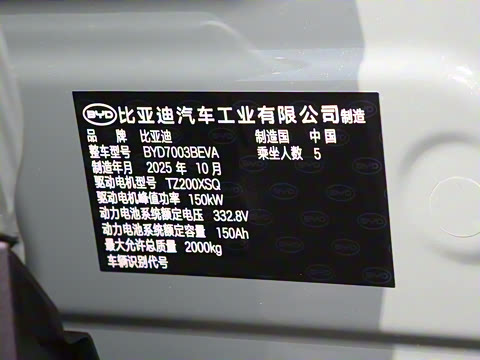 BYD 比亚迪汽车工业有限公司 制造
品牌 比亚迪 制造国 中国
整车型号 BYD7003BEVA 乘坐人数 5
制造年月 2025 年 10 月
驱动电机型号 TZ200XSQ
驱动电机峰值功率 150kW
动力电池系统额定电压 332.8V
动力电池系统额定容量 150Ah
最大允许总质量 2000kg
车辆识别代号